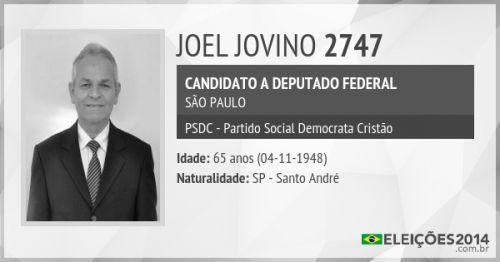 JOEL JOVINO 2747
CANDIDATO A DEPUTADO FEDERAL
SÃO PAULO
PSDC - Partido Social Democrata Cristão
Idade: 65 anos (04-11-1948)
Naturalidade: SP - Santo André
ELEIÇÕES2014
.com.br